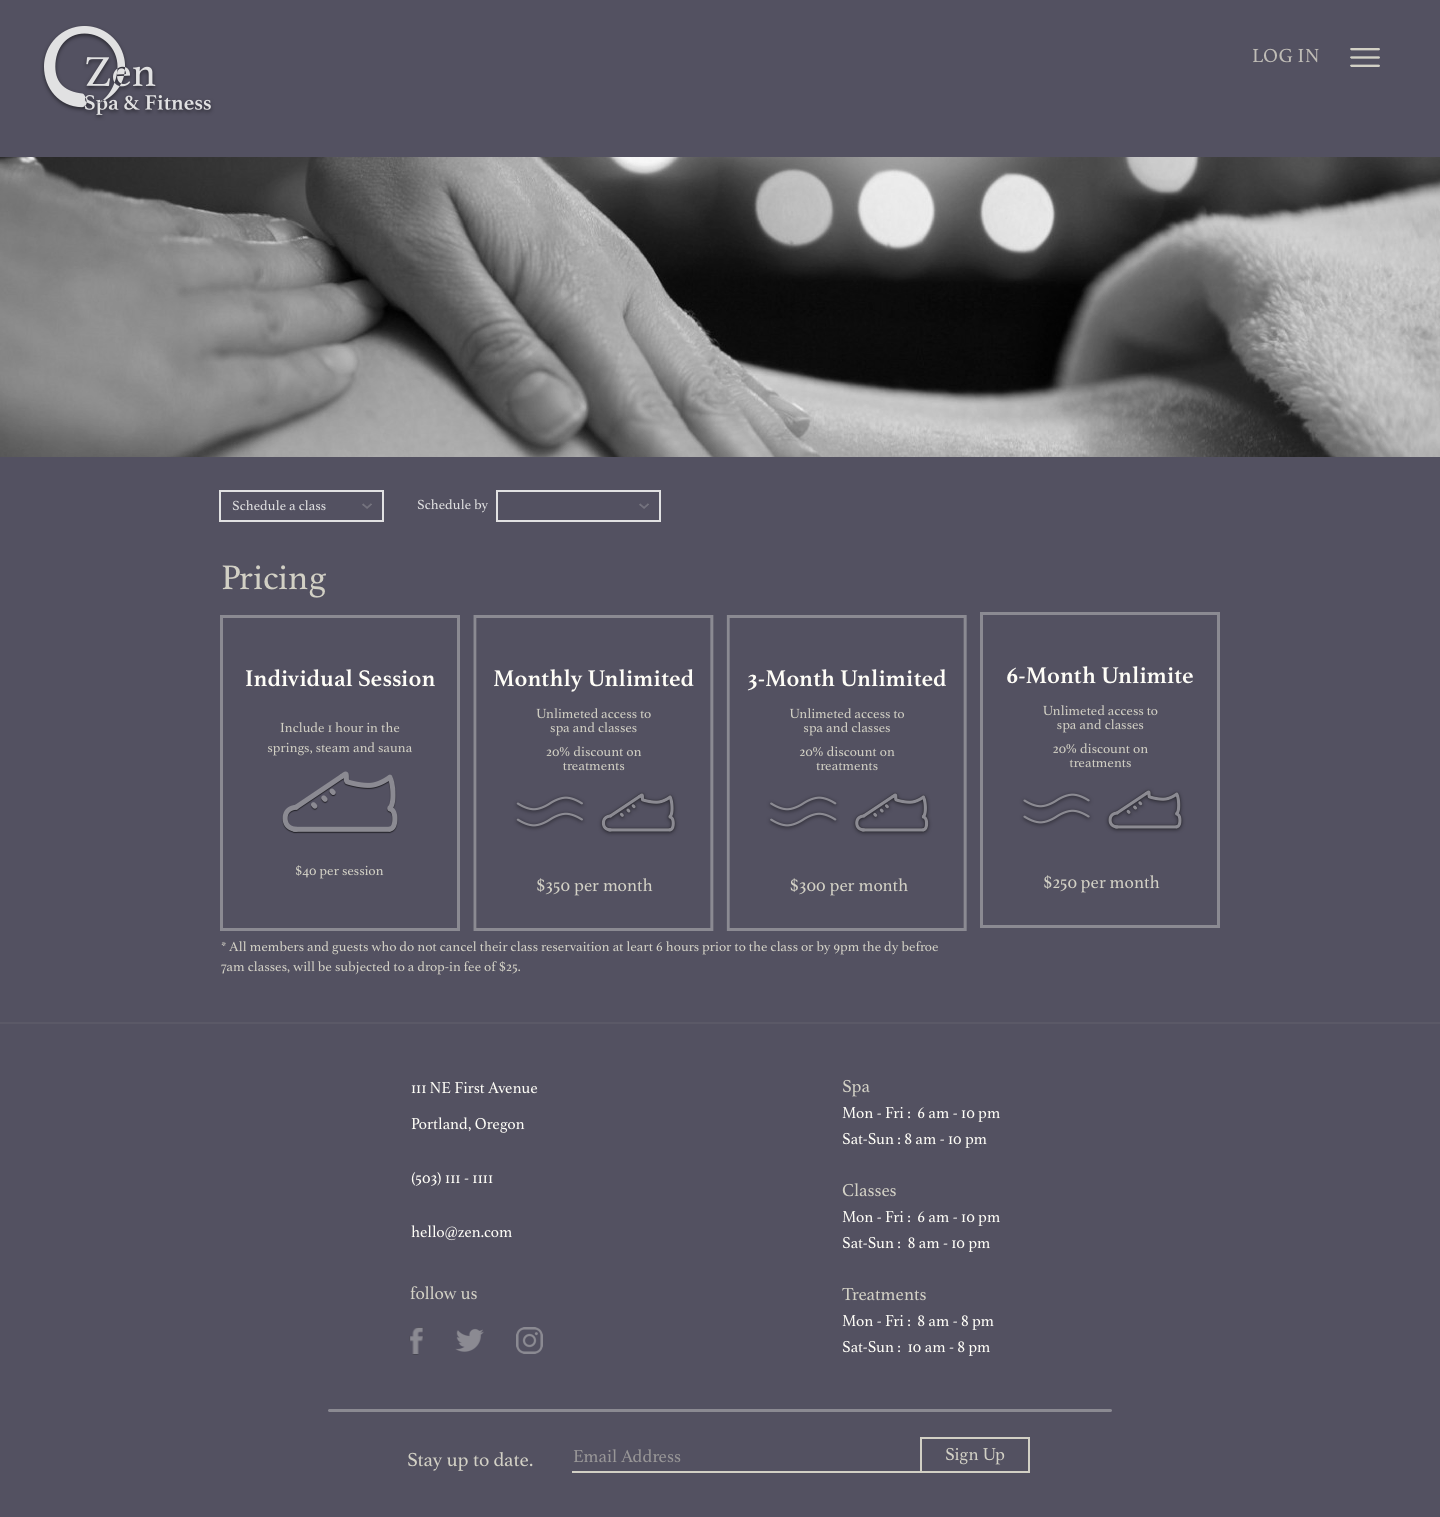 Zen
Spa & Fitness
LOG IN
Schedule a class
Schedule by
Pricing
Individual Session
Include 1 hour in the
springs, steam and sauna
$40 per session
Monthly Unlimited
Unlimeted access to
spa and classes
20% discount on
treatments
$350 per month
3-Month Unlimited
Unlimeted access to
spa and classes
20% discount on
treatments
$300 per month
6-Month Unlimite
Unlimeted access to
spa and classes
20% discount on
treatments
$250 per month
* All members and guests who do not cancel their class reservaition at leart 6 hours prior to the class or by 9pm the dy befroe
7am classes, will be subjected to a drop-in fee of $25.
111 NE First Avenue
Portland, Oregon
(503) 111 - 1111
hello@zen.com
follow us
Spa
Mon - Fri : 6 am - 10 pm
Sat-Sun : 8 am - 10 pm
Classes
Mon - Fri : 6 am - 10 pm
Sat-Sun : 8 am - 10 pm
Treatments
Mon - Fri : 8 am - 8 pm
Sat-Sun : 10 am - 8 pm
Stay up to date.
Email Address
Sign Up